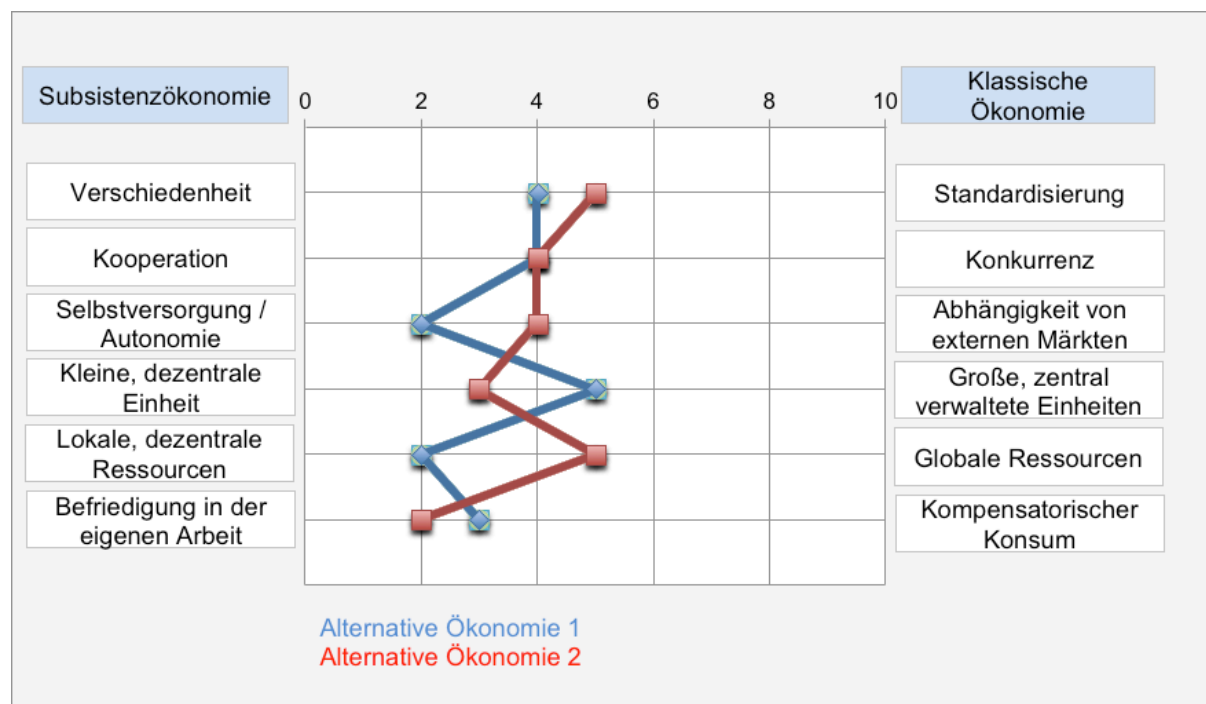 Subsistenzökonomie
0 2 4 6 8 10
Klassische
Ökonomie
Verschiedenheit
Standardisierung
Kooperation
Konkurrenz
Selbstversorgung /
Autonomie
Abhängigkeit von
externen Märkten
Kleine, dezentrale
Einheit
Große, zentral
verwaltete Einheiten
Lokale, dezentrale
Ressourcen
Globale Ressourcen
Befriedigung in der
eigenen Arbeit
Kompensatorischer
Konsum
Alternative Ökonomie 1
Alternative Ökonomie 2